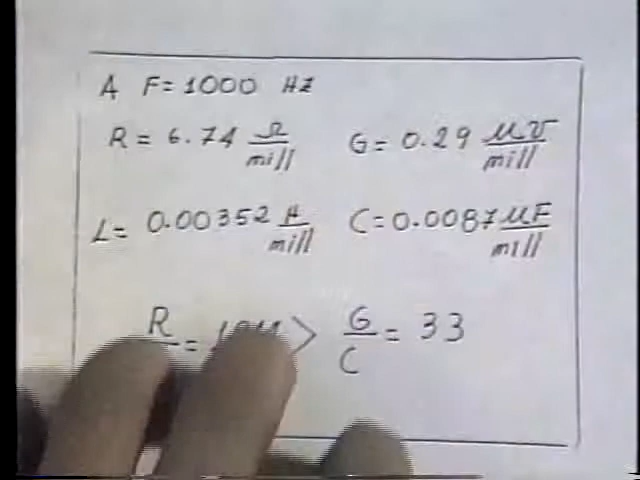 A F=1000 HZ
R = 6.74 Ω/mill G = 0.29 μ℧/mill
L = 0.00352 H/mill C = 0.0087 μF/mill
R = > G/C = 33